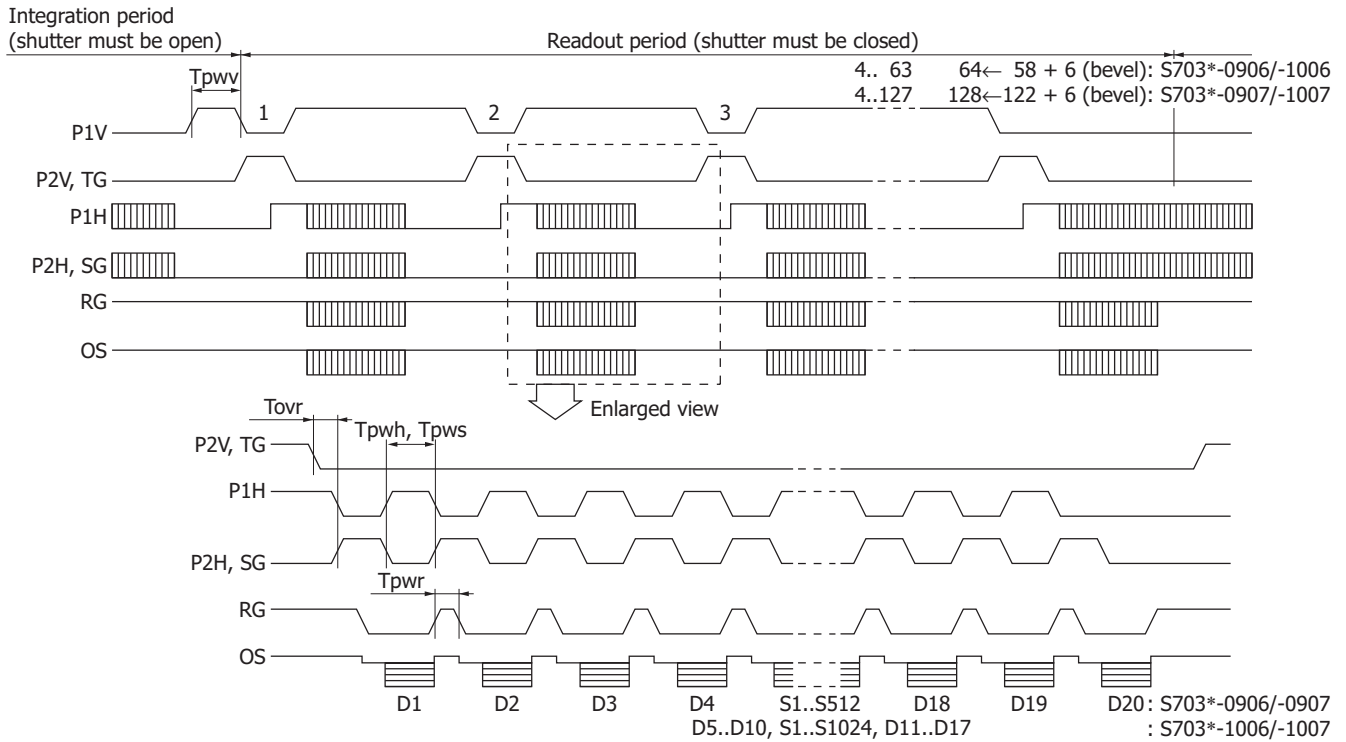 Integration period
(shutter must be open)
Readout period (shutter must be closed)
Tpwv
4.. 63 64← 58 + 6 (bevel): S703*-0906/-1006
4..127 128←122 + 6 (bevel): S703*-0907/-1007
1 2 3
P1V
P2V, TG
P1H
P2H, SG
RG
OS
Enlarged view
Tovr
Tpwh, Tpws
P2V, TG
P1H
P2H, SG
Tpwr
RG
OS
D1 D2 D3 D4 S1..S512 D18 D19 D20 : S703*-0906/-0907
D5..D10, S1..S1024, D11..D17 : S703*-1006/-1007